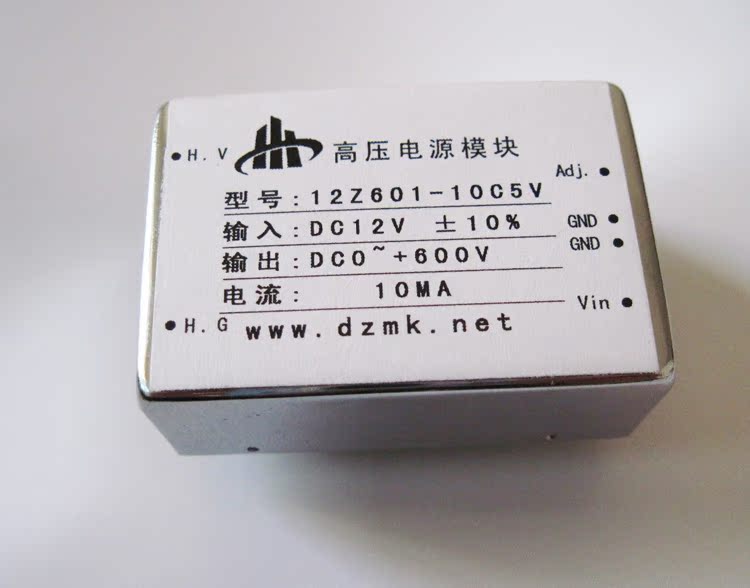 H.V
高压电源模块
Adj.
型号:12Z601-10C5V
输入:DC12V ±10%
GND
输出:DC0~+600V
GND
电流: 10MA
Vin
H.G
www.dzmk.net